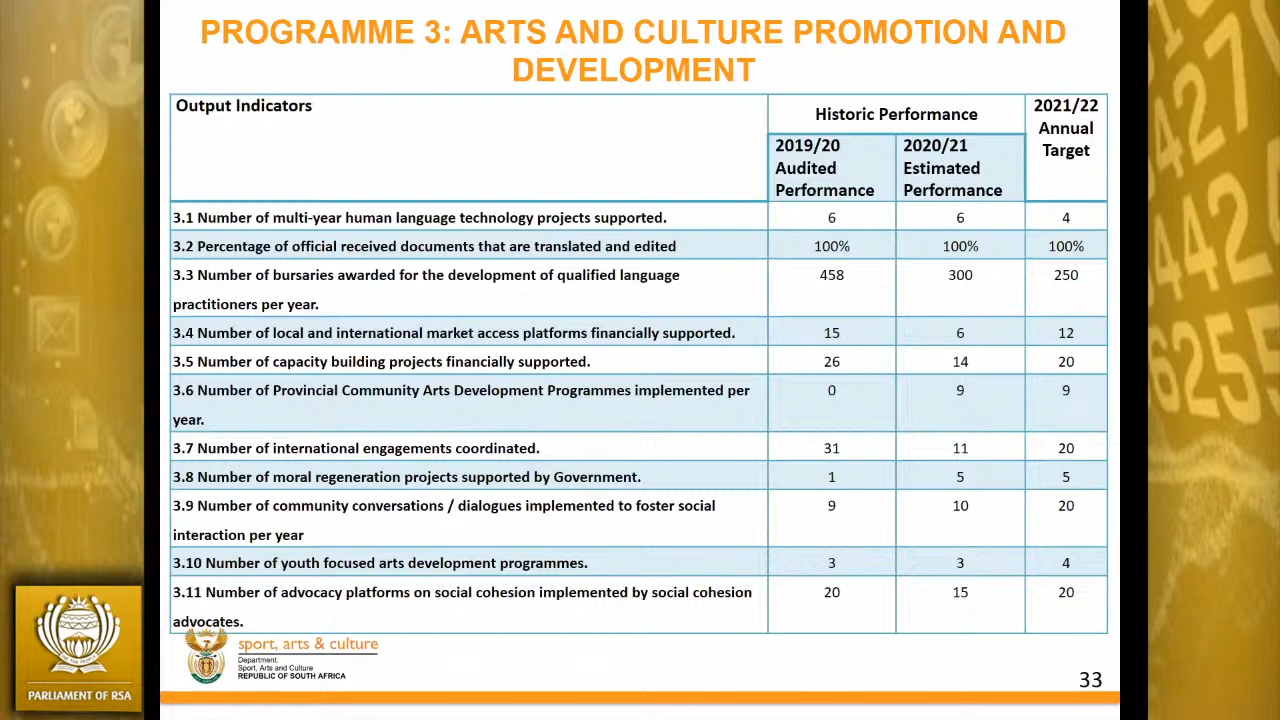 PROGRAMME 3: ARTS AND CULTURE PROMOTION AND
DEVELOPMENT
Output Indicators
Historic Performance
2021/22
Annual
Target
2019/20
Audited
Performance
2020/21
Estimated
Performance
3.1 Number of multi-year human language technology projects supported. 6 6 4
3.2 Percentage of official received documents that are translated and edited 100% 100% 100%
3.3 Number of bursaries awarded for the development of qualified language 458 300 250
practitioners per year.
3.4 Number of local and international market access platforms financially supported. 15 6 12
3.5 Number of capacity building projects financially supported. 26 14 20
3.6 Number of Provincial Community Arts Development Programmes implemented per 0 9 9
year.
3.7 Number of international engagements coordinated. 31 11 20
3.8 Number of moral regeneration projects supported by Government. 1 5 5
3.9 Number of community conversations / dialogues implemented to foster social 9 10 20
interaction per year
3.10 Number of youth focused arts development programmes. 3 3 4
3.11 Number of advocacy platforms on social cohesion implemented by social cohesion 20 15 20
advocates.
sport, arts & culture
Department:
Sport, Arts and Culture
REPUBLIC OF SOUTH AFRICA
33
PARLIAMENT OF RSA